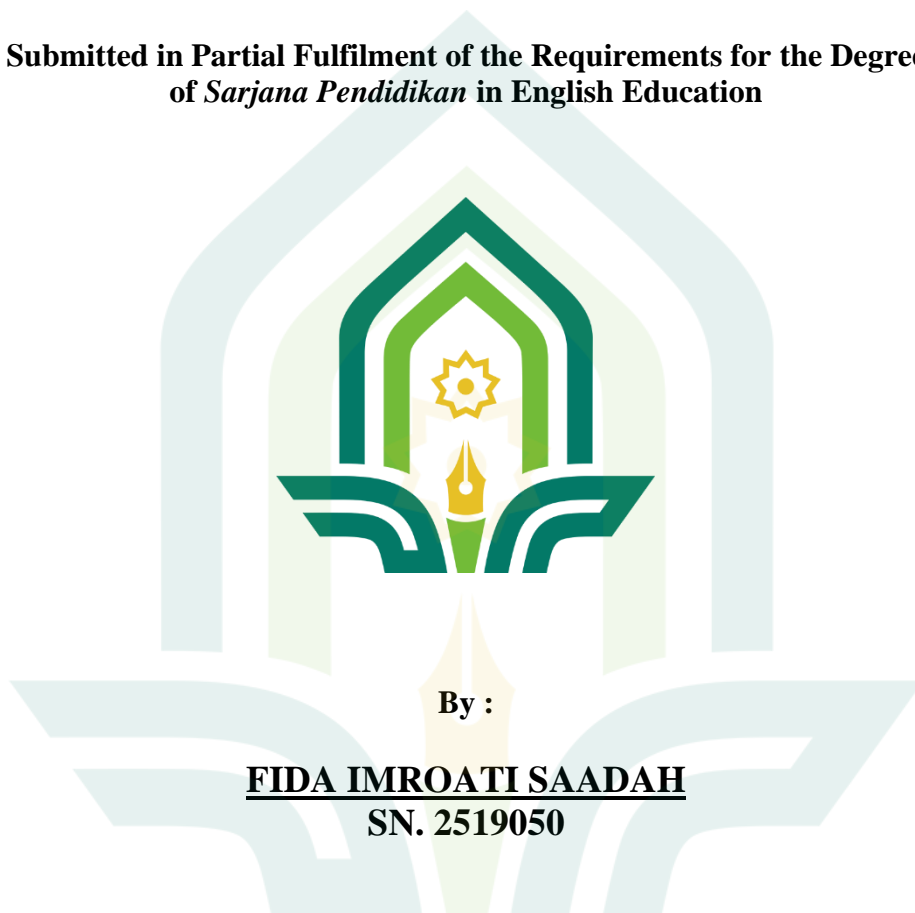 Submitted in Partial Fulfilment of the Requirements for the Degree
of Sarjana Pendidikan in English Education
By :
FIDA IMROATI SAADAH
SN. 2519050